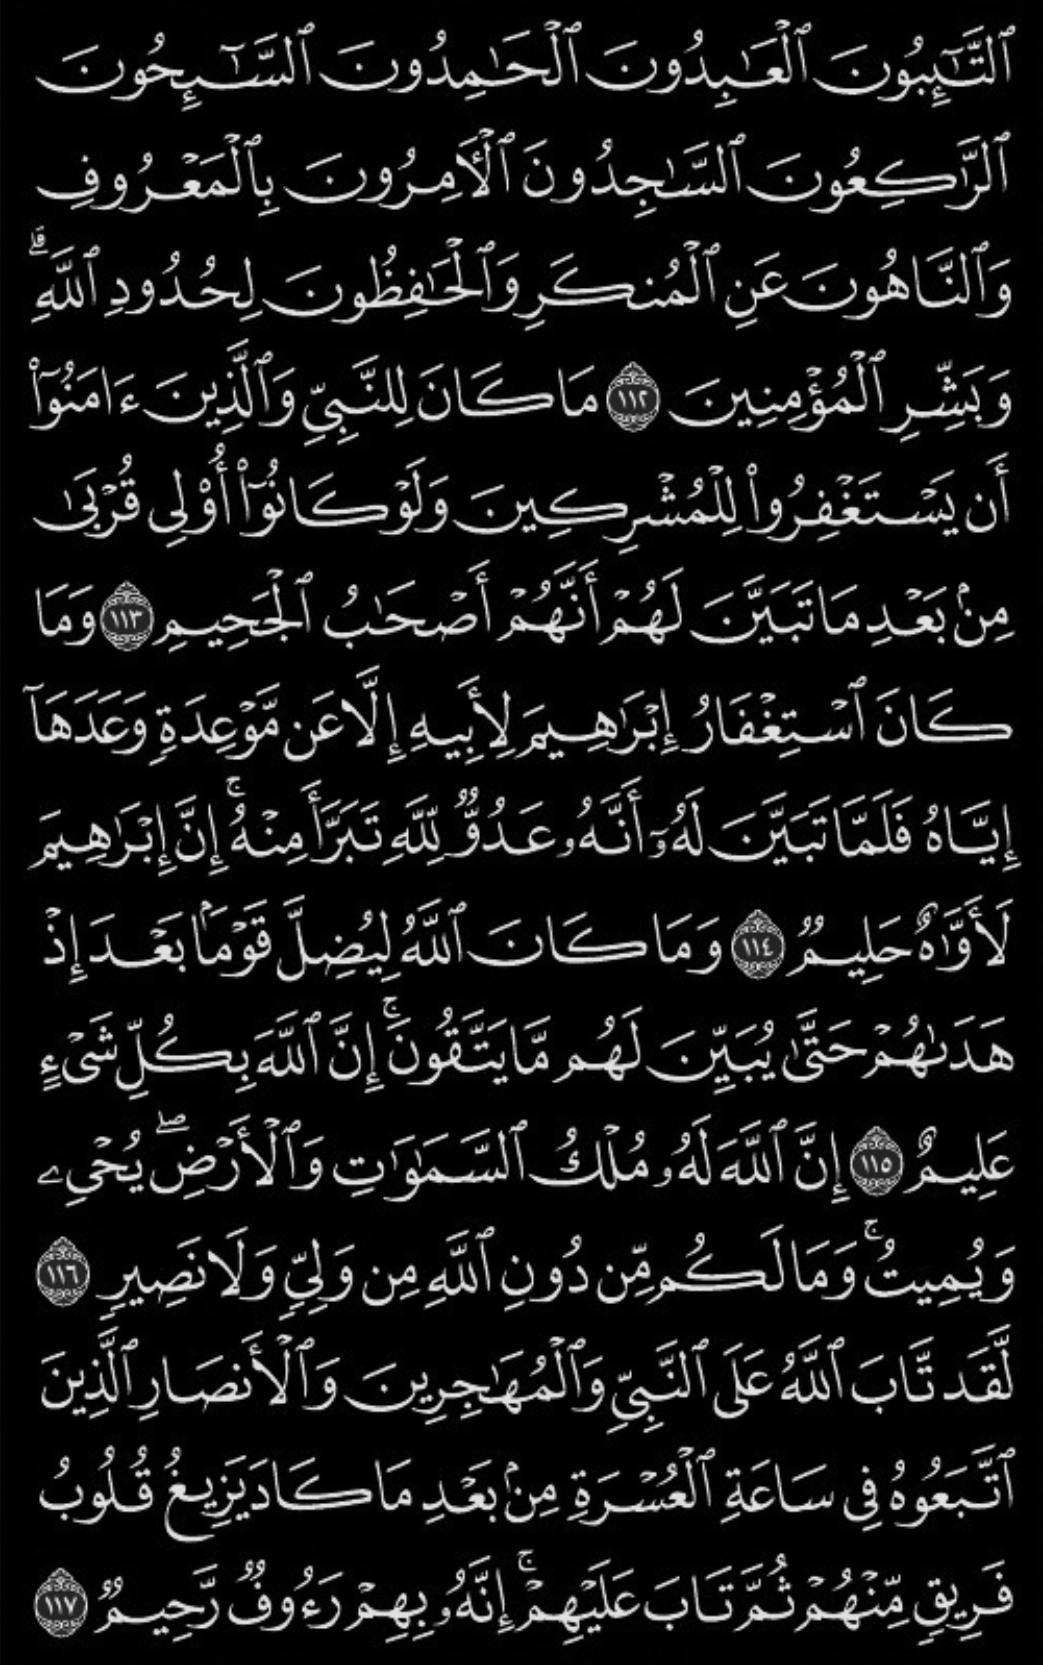 ٱلتَّـٰٓئِبُونَ ٱلْعَـٰبِدُونَ ٱلْحَـٰمِدُونَ ٱلسَّـٰٓئِحُونَ
ٱلرَّٰكِعُونَ ٱلسَّـٰجِدُونَ ٱلْـَٔامِرُونَ بِٱلْمَعْرُوفِ
وَٱلنَّاهُونَ عَنِ ٱلْمُنكَرِ وَٱلْحَـٰفِظُونَ لِحُدُودِ ٱللَّهِ ۗ
وَبَشِّرِ ٱلْمُؤْمِنِينَ ١١٢ مَا كَانَ لِلنَّبِىِّ وَٱلَّذِينَ ءَامَنُوٓا۟
أَن يَسْتَغْفِرُوا۟ لِلْمُشْرِكِينَ وَلَوْ كَانُوٓا۟ أُو۟لِى قُرْبَىٰ
مِنۢ بَعْدِ مَا تَبَيَّنَ لَهُمْ أَنَّهُمْ أَصْحَـٰبُ ٱلْجَحِيمِ ١١٣ وَمَا
كَانَ ٱسْتِغْفَارُ إِبْرَٰهِيمَ لِأَبِيهِ إِلَّا عَن مَّوْعِدَةٍ وَعَدَهَآ
إِيَّاهُ فَلَمَّا تَبَيَّنَ لَهُۥٓ أَنَّهُۥ عَدُوٌّ لِّلَّهِ تَبَرَّأَ مِنْهُ ۚ إِنَّ إِبْرَٰهِيمَ
لَأَوَّٰهٌ حَلِيمٌ ١١٤ وَمَا كَانَ ٱللَّهُ لِيُضِلَّ قَوْمًۢا بَعْدَ إِذْ
هَدَىٰهُمْ حَتَّىٰ يُبَيِّنَ لَهُم مَّا يَتَّقُونَ ۚ إِنَّ ٱللَّهَ بِكُلِّ شَىْءٍ
عَلِيمٌ ١١٥ إِنَّ ٱللَّهَ لَهُۥ مُلْكُ ٱلسَّمَـٰوَٰتِ وَٱلْأَرْضِ ۖ يُحْىِۦ
وَيُمِيتُ ۚ وَمَا لَكُم مِّن دُونِ ٱللَّهِ مِن وَلِىٍّ وَلَا نَصِيرٍ ١١٦
لَّقَد تَّابَ ٱللَّهُ عَلَى ٱلنَّبِىِّ وَٱلْمُهَـٰجِرِينَ وَٱلْأَنصَارِ ٱلَّذِينَ
ٱتَّبَعُوهُ فِى سَاعَةِ ٱلْعُسْرَةِ مِنۢ بَعْدِ مَا كَادَ يَزِيغُ قُلُوبُ
فَرِيقٍ مِّنْهُمْ ثُمَّ تَابَ عَلَيْهِمْ ۚ إِنَّهُۥ بِهِمْ رَءُوفٌ رَّحِيمٌ ١١٧